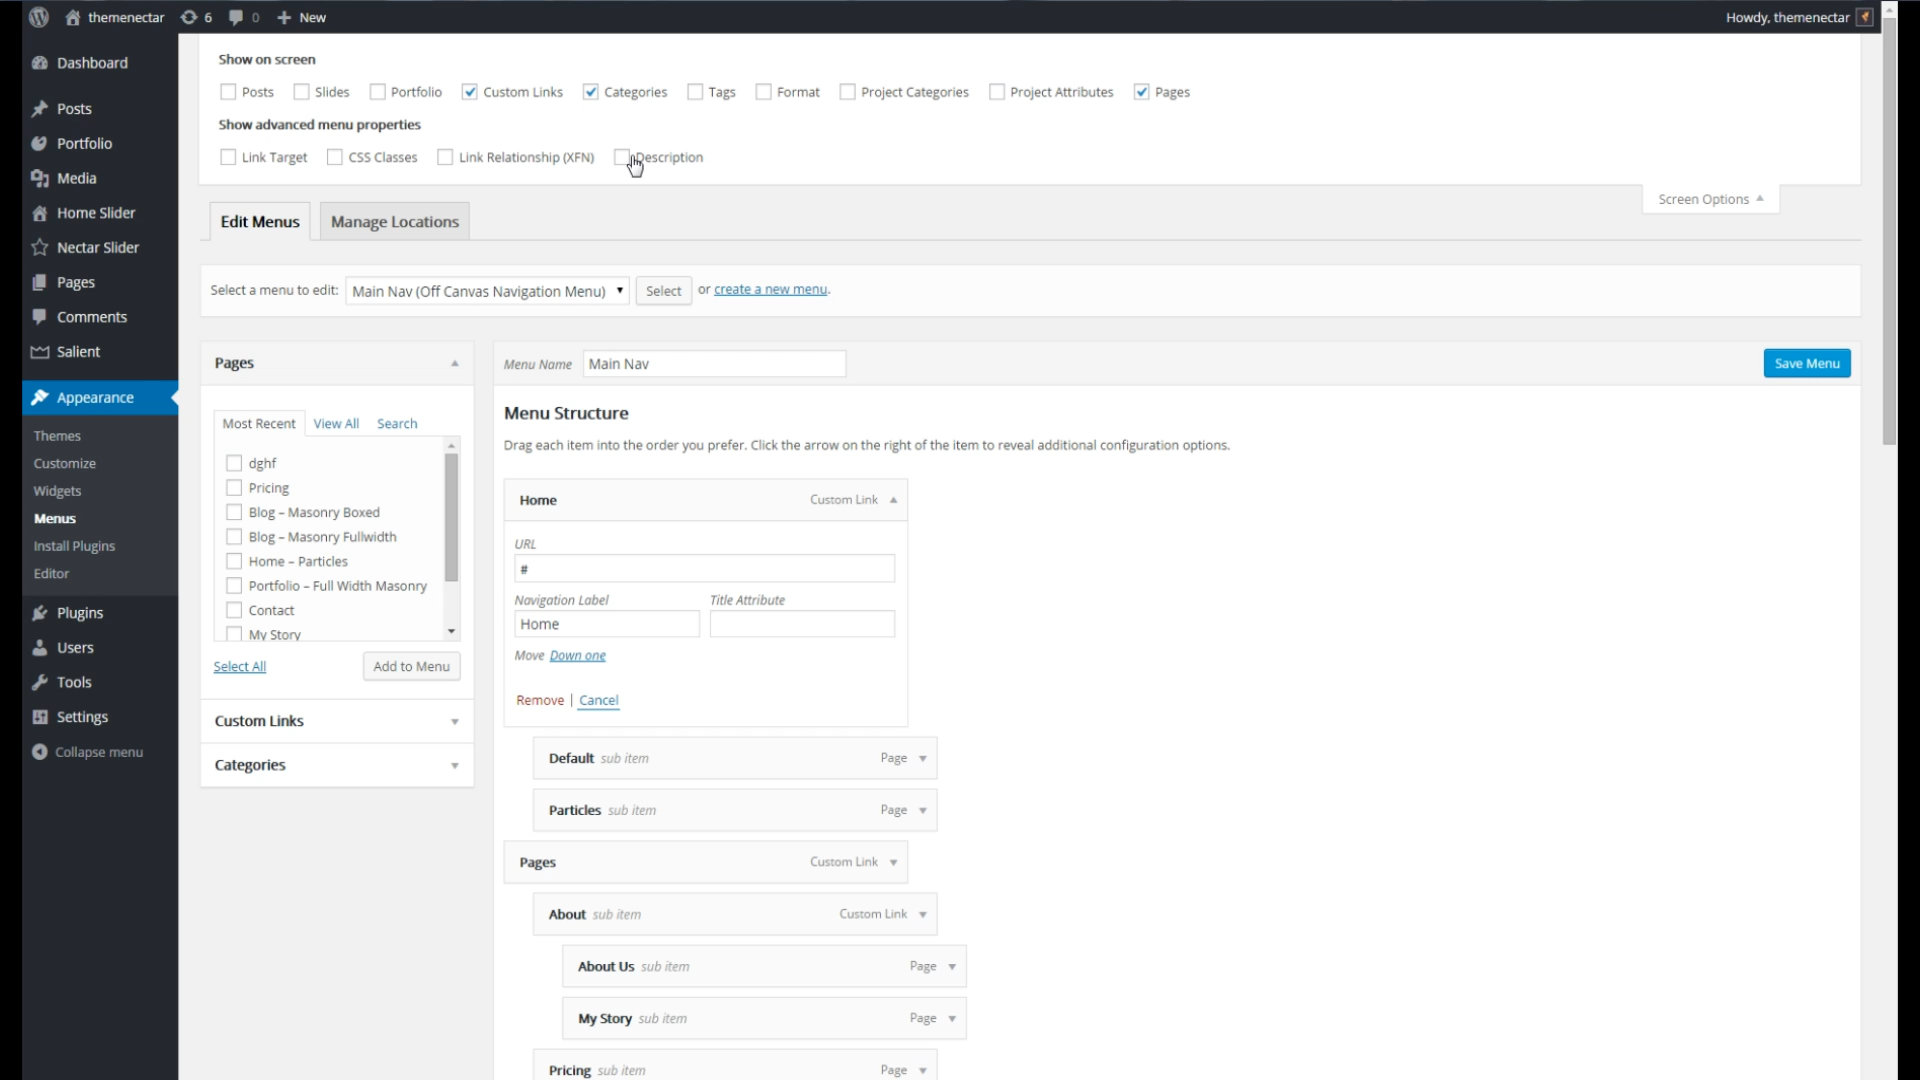 themenectar 6 0 New Howdy, themenectar
Dashboard
Posts
Portfolio
Media
Home Slider
Nectar Slider
Pages
Comments
Salient
Appearance
Themes
Customize
Widgets
Menus
Install Plugins
Editor
Plugins
Users
Tools
Settings
Collapse menu
Show on screen
Posts Slides Portfolio Custom Links Categories Tags Format Project Categories Project Attributes Pages
Show advanced menu properties
Link Target CSS Classes Link Relationship (XFN) Description
Screen Options
Edit Menus Manage Locations
Select a menu to edit: Main Nav (Off Canvas Navigation Menu) Select or create a new menu.
Pages
Most Recent View All Search
dghf
Pricing
Blog – Masonry Boxed
Blog – Masonry Fullwidth
Home – Particles
Portfolio – Full Width Masonry
Contact
My Story
Select All Add to Menu
Custom Links
Categories
Menu Name Main Nav Save Menu
Menu Structure
Drag each item into the order you prefer. Click the arrow on the right of the item to reveal additional configuration options.
Home Custom Link
URL
#
Navigation Label Title Attribute
Home
Move Down one
Remove | Cancel
Default sub item Page
Particles sub item Page
Pages Custom Link
About sub item Custom Link
About Us sub item Page
My Story sub item Page
Pricing sub item Page